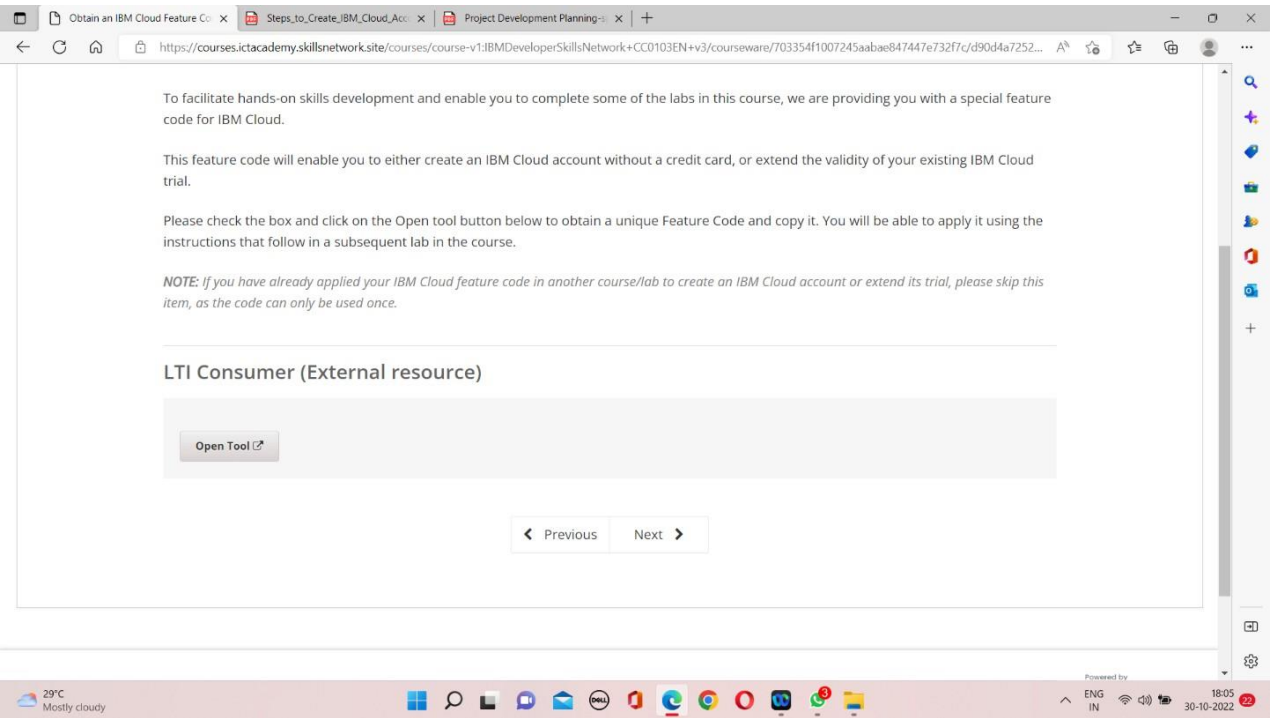 Obtain an IBM Cloud Feature Co
Steps_to_Create_IBM_Cloud_Acc
Project Development Planning-s
https://courses.ictacademy.skillsnetwork.site/courses/course-v1:IBMDeveloperSkillsNetwork+CC0103EN+v3/courseware/703354f1007245aabae847447e732f7c/d90d4a7252...
To facilitate hands-on skills development and enable you to complete some of the labs in this course, we are providing you with a special feature
code for IBM Cloud.
This feature code will enable you to either create an IBM Cloud account without a credit card, or extend the validity of your existing IBM Cloud
trial.
Please check the box and click on the Open tool button below to obtain a unique Feature Code and copy it. You will be able to apply it using the
instructions that follow in a subsequent lab in the course.
NOTE: If you have already applied your IBM Cloud feature code in another course/lab to create an IBM Cloud account or extend its trial, please skip this
item, as the code can only be used once.
LTI Consumer (External resource)
Open Tool
Previous
Next
Powered by
29°C
Mostly cloudy
DELL
3
ENG
IN
18:05
30-10-2022
22